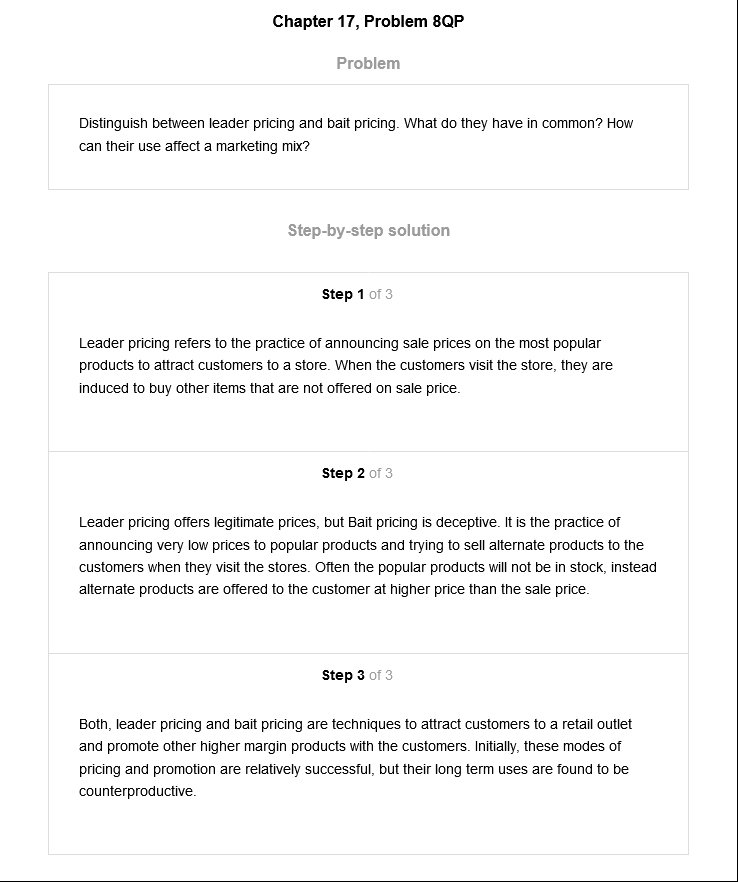 Chapter 17, Problem 8QP
Problem
Distinguish between leader pricing and bait pricing. What do they have in common? How
can their use affect a marketing mix?
Step-by-step solution
Step 1 of 3
Leader pricing refers to the practice of announcing sale prices on the most popular
products to attract customers to a store. When the customers visit the store, they are
induced to buy other items that are not offered on sale price.
Step 2 of 3
Leader pricing offers legitimate prices, but Bait pricing is deceptive. It is the practice of
announcing very low prices to popular products and trying to sell alternate products to the
customers when they visit the stores. Often the popular products will not be in stock, instead
alternate products are offered to the customer at higher price than the sale price.
Step 3 of 3
Both, leader pricing and bait pricing are techniques to attract customers to a retail outlet
and promote other higher margin products with the customers. Initially, these modes of
pricing and promotion are relatively successful, but their long term uses are found to be
counterproductive.